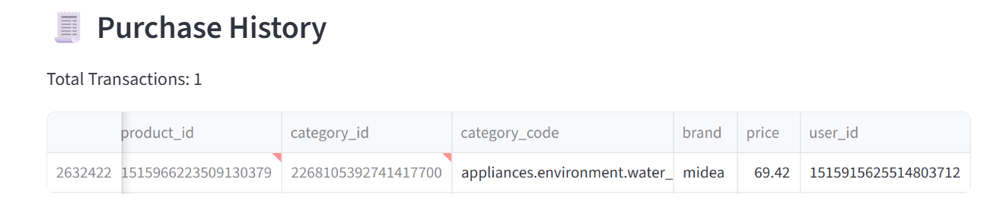 Purchase History
Total Transactions: 1
product_id category_id category_code brand price user_id
2632422 1515966223509130379 2268105392741417700 appliances.environment.water_ midea 69.42 1515915625514803712